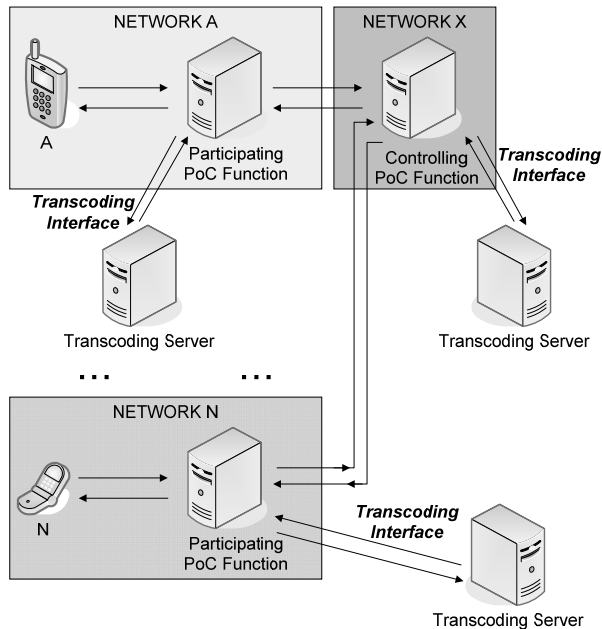 NETWORK A
NETWORK X
A
Participating
PoC Function
Controlling
PoC Function
Transcoding
Interface
Transcoding
Interface
Transcoding Server
Transcoding Server
... ...
NETWORK N
N
Participating
PoC Function
Transcoding
Interface
Transcoding Server